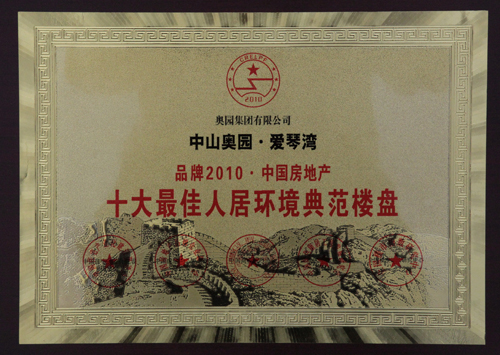 2010
奥园集团有限公司
中山奥园·爱琴湾
品牌2010·中国房地产
十大最佳人居环境典范楼盘